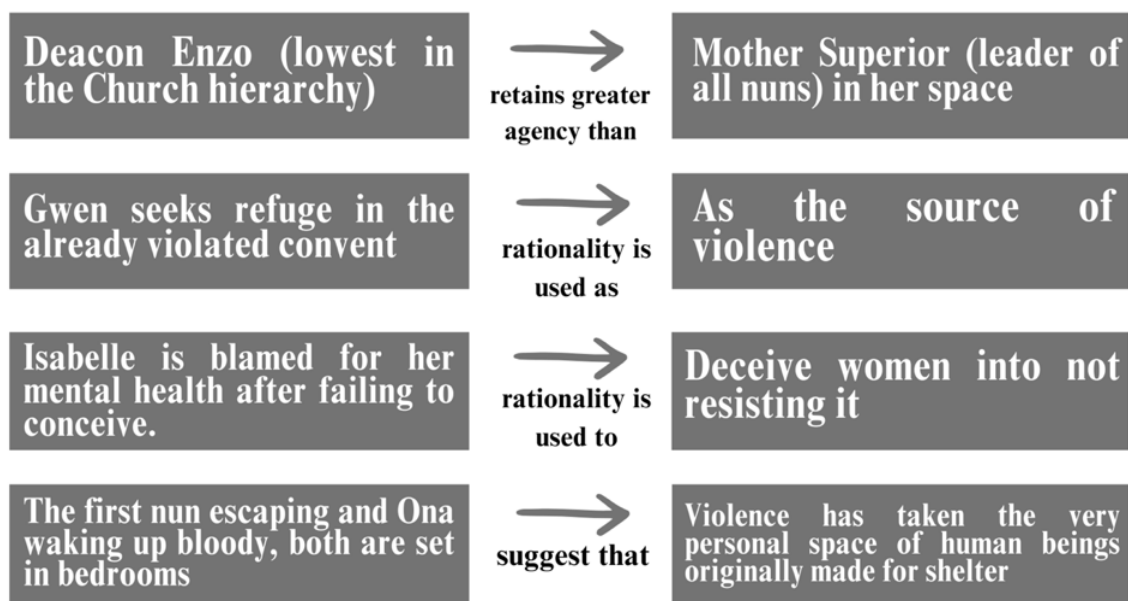 Deacon Enzo (lowest in
the Church hierarchy)
retains greater
agency than
Mother Superior (leader of
all nuns) in her space
Gwen seeks refuge in the
already violated convent
rationality is
used as
As the source of
violence
Isabelle is blamed for her
mental health after failing to
conceive.
rationality is
used to
Deceive women into not
resisting it
The first nun escaping and Ona
waking up bloody, both are set
in bedrooms
suggest that
Violence has taken the very
personal space of human beings
originally made for shelter